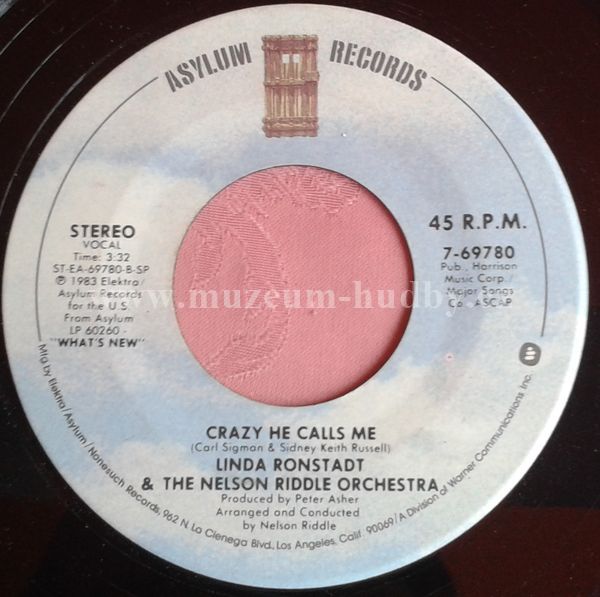 ASYLUM RECORDS
STEREO
VOCAL
Time: 3:32
ST-EA-69780-B-SP
℗ 1983 Elektra/
Asylum Records
for the U.S.
From Asylum
LP 60260
"WHAT'S NEW"
45 R.P.M.
7-69780
Pub., Harrison
Music Corp./
Major Songs
Co. ASCAP
www.muzeum-hudby.
CRAZY HE CALLS ME
(Carl Sigman & Sidney Keith Russell)
LINDA RONSTADT
& THE NELSON RIDDLE ORCHESTRA
Produced by Peter Asher
Arranged and Conducted
by Nelson Riddle
Mfg by Elektra/Asylum/Nonesuch Records, 962 N. La Cienega Blvd., Los Angeles, Calif. 90069/A Division of Warner Communications Inc.